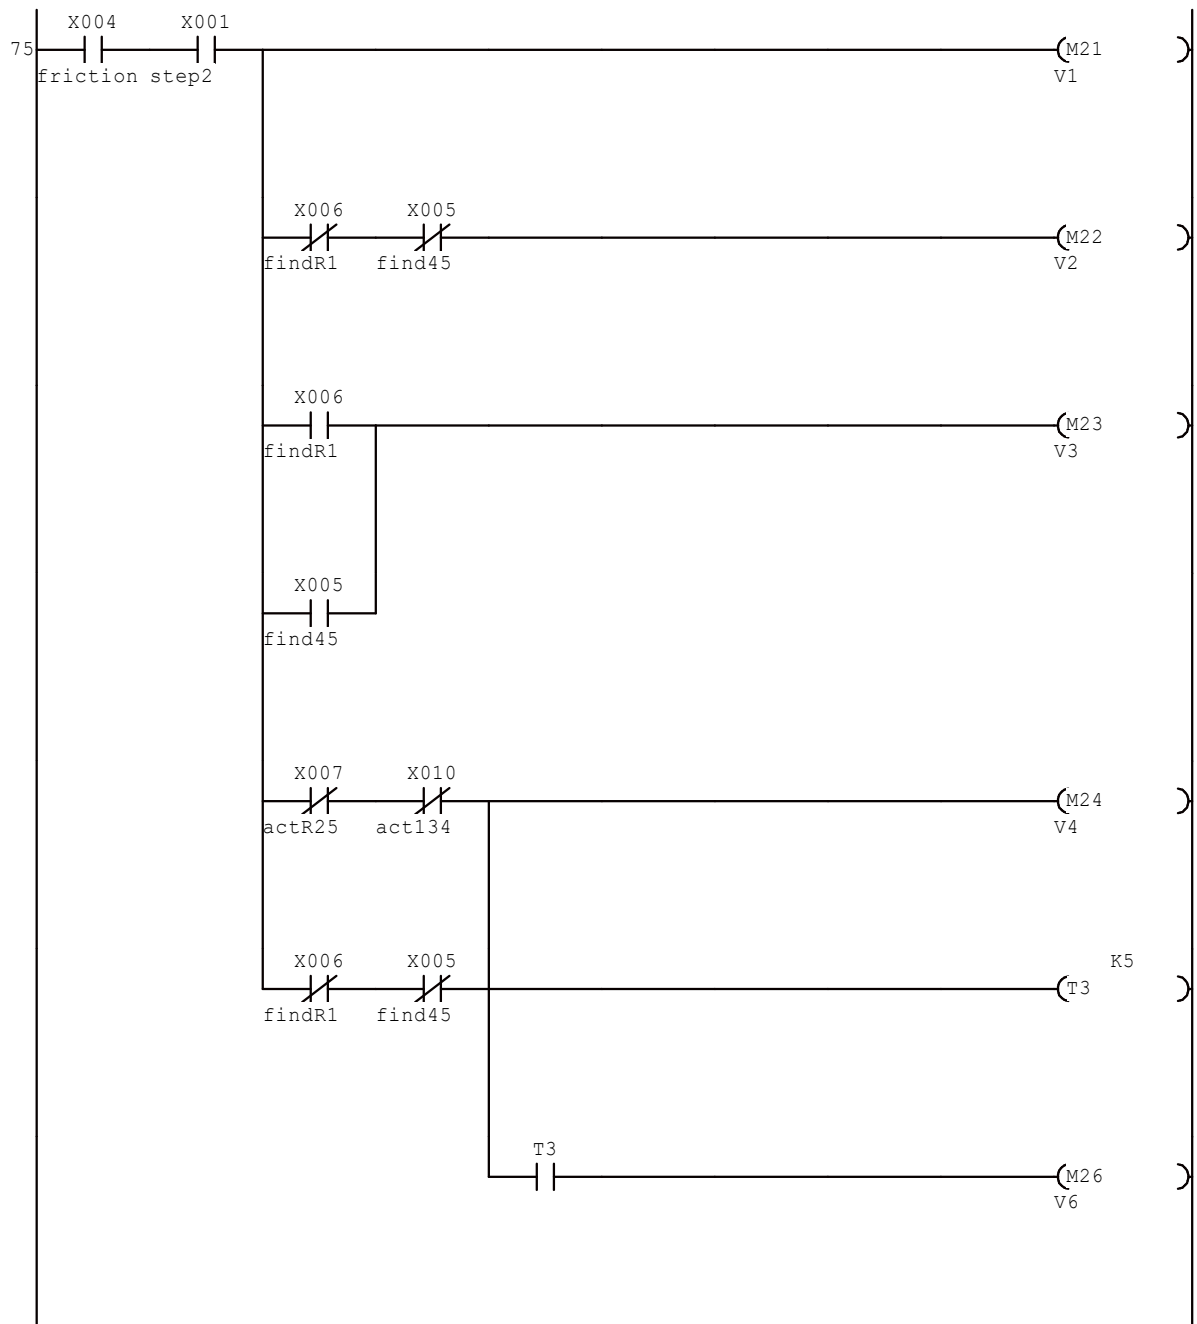 X004 X001
75 M21
friction step2 V1
X006 X005
M22
findR1 find45 V2
X006
M23
findR1 V3
X005
find45
X007 X010
M24
actR25 act134 V4
X006 X005 K5
T3
findR1 find45
T3
M26
V6